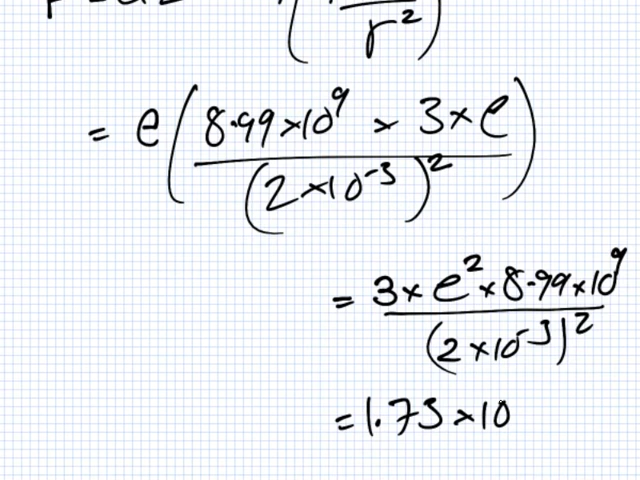 r²
= e(8.99×10⁹ × 3×e / (2×10⁻³)²)
= 3×e²×8.99×10⁹ / (2×10⁻³)²
=1.73×10